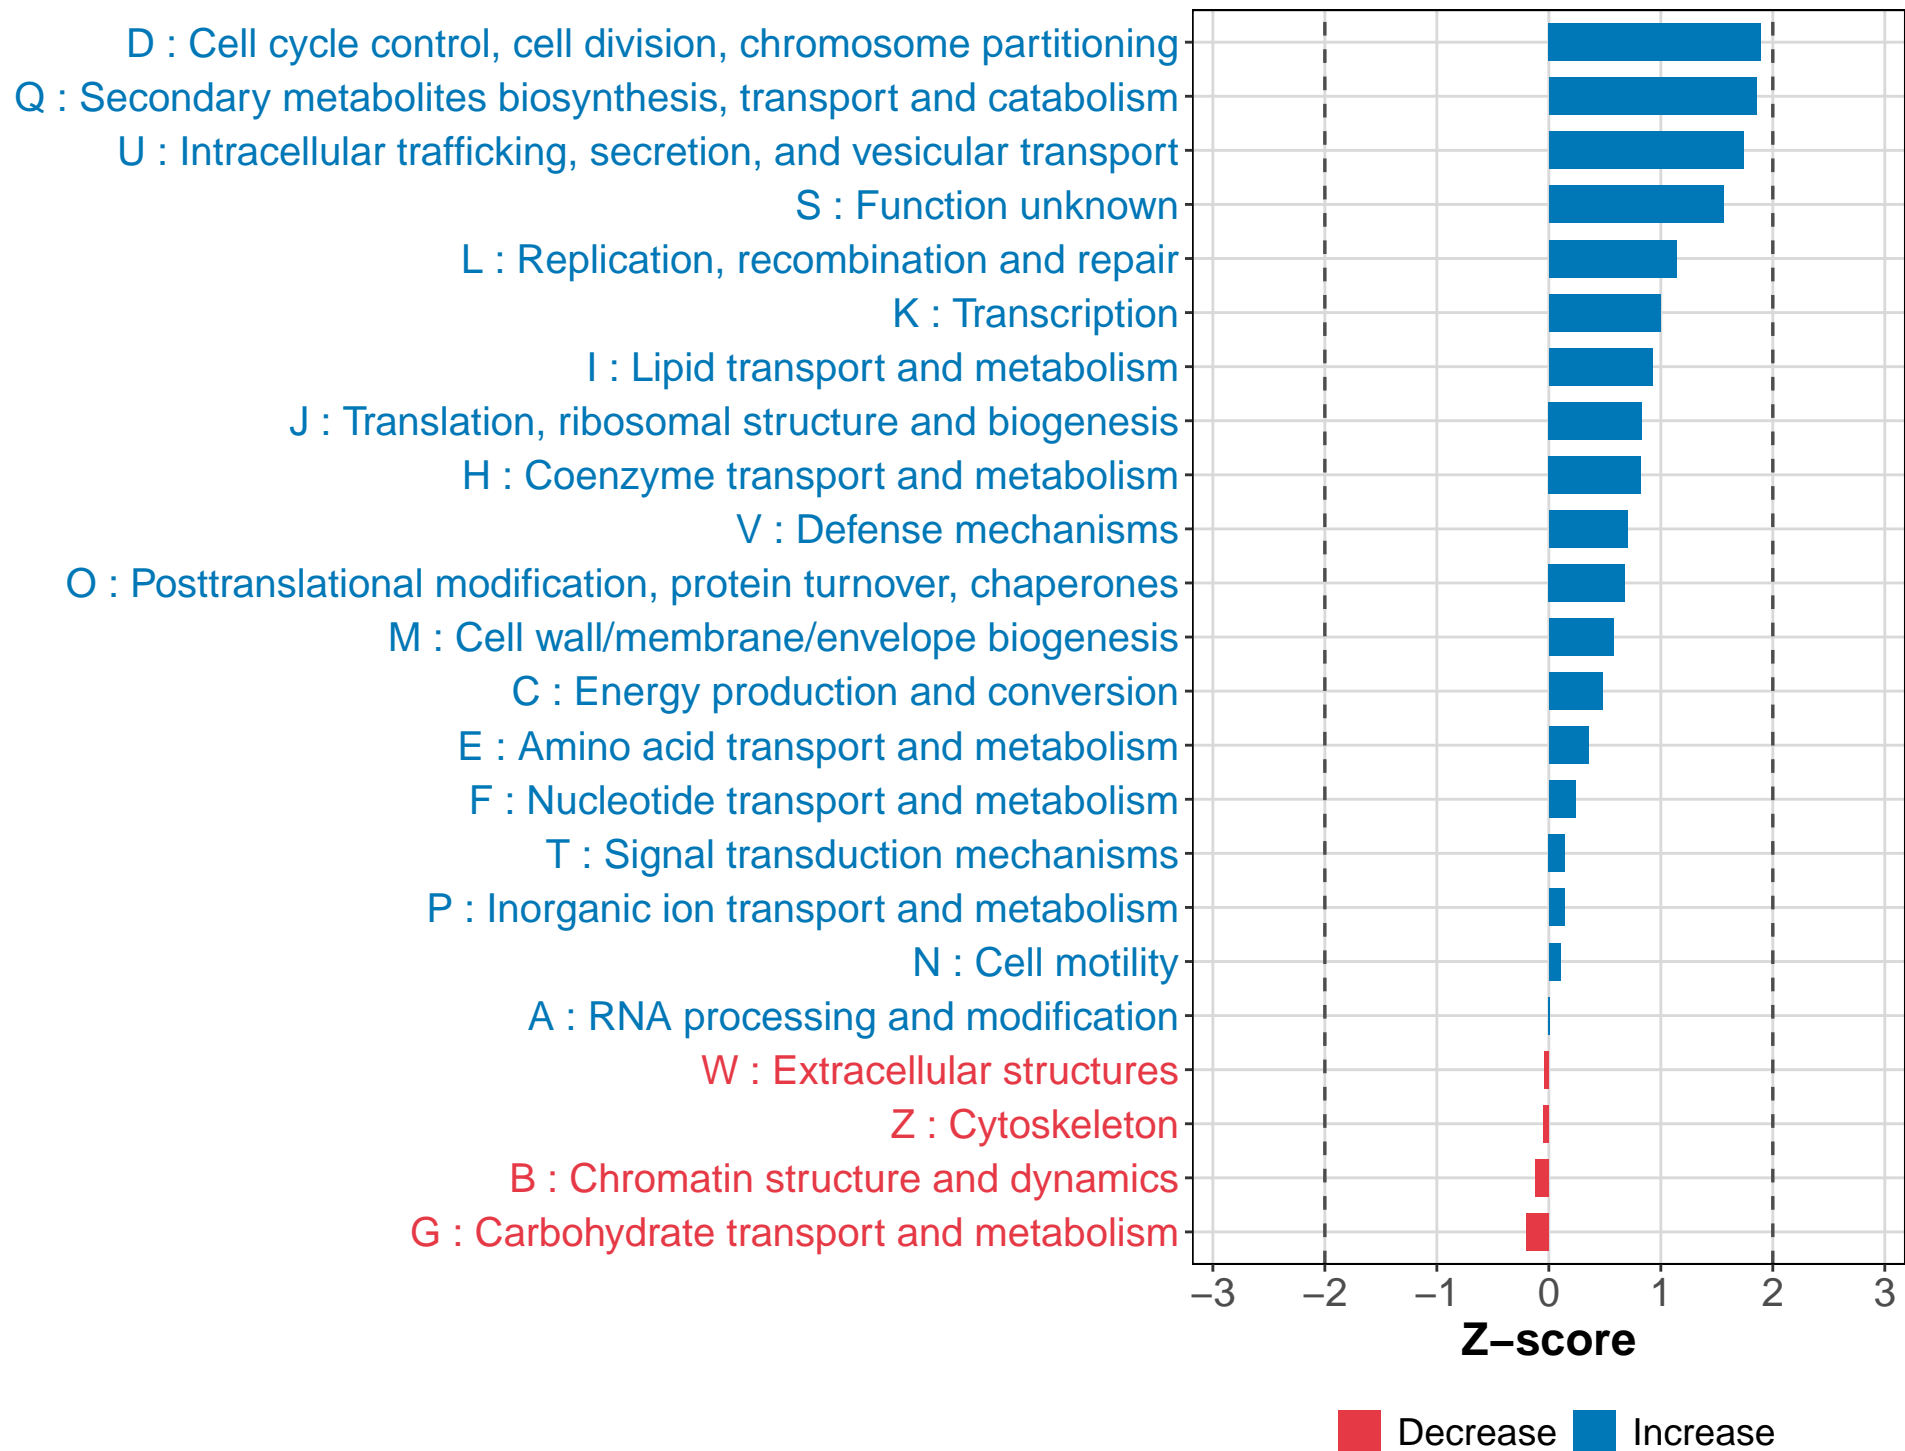 D : Cell cycle control, cell division, chromosome partitioning
Q : Secondary metabolites biosynthesis, transport and catabolism
U : Intracellular trafficking, secretion, and vesicular transport
S : Function unknown
L : Replication, recombination and repair
K : Transcription
I : Lipid transport and metabolism
J : Translation, ribosomal structure and biogenesis
H : Coenzyme transport and metabolism
V : Defense mechanisms
O : Posttranslational modification, protein turnover, chaperones
M : Cell wall/membrane/envelope biogenesis
C : Energy production and conversion
E : Amino acid transport and metabolism
F : Nucleotide transport and metabolism
T : Signal transduction mechanisms
P : Inorganic ion transport and metabolism
N : Cell motility
A : RNA processing and modification
W : Extracellular structures
Z : Cytoskeleton
B : Chromatin structure and dynamics
G : Carbohydrate transport and metabolism
−3 −2 −1 0 1 2 3
Z−score
Decrease Increase